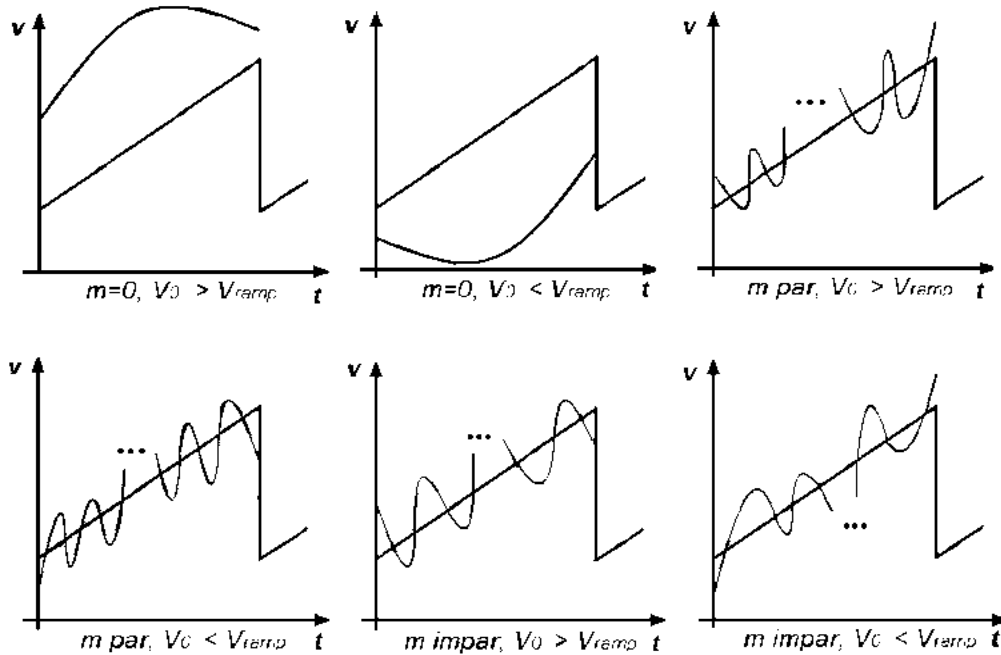 v
v
v
m=0, V0 > Vramp t
m=0, V0 < Vramp t
m par, V0 > Vramp t
...
v
v
v
...
...
...
m par, V0 < Vramp t
m impar, V0 > Vramp t
m impar, V0 < Vramp t